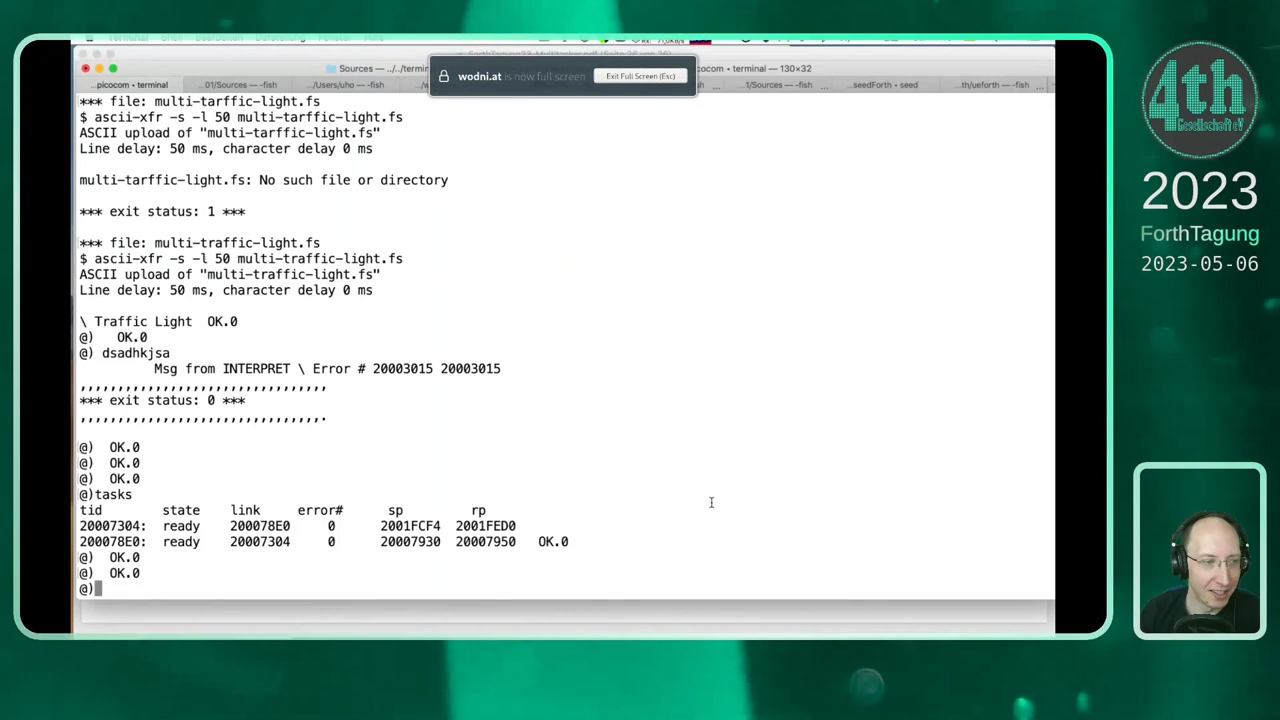 wodni.at is now full screen
Exit Full Screen (Esc)
Sources — ../../termin
ocom • terminal — 130×32
..picocom • terminal
...01/Sources — -fish
.../Users/uho — -fish
.../1/Sources — -fish
...seedForth • seed
...th/ueforth — -fish
*** file: multi-tarffic-light.fs
$ ascii-xfr -s -l 50 multi-tarffic-light.fs
ASCII upload of "multi-tarffic-light.fs"
Line delay: 50 ms, character delay 0 ms
multi-tarffic-light.fs: No such file or directory
*** exit status: 1 ***
*** file: multi-traffic-light.fs
$ ascii-xfr -s -l 50 multi-traffic-light.fs
ASCII upload of "multi-traffic-light.fs"
Line delay: 50 ms, character delay 0 ms
\ Traffic Light  OK.0
@)   OK.0
@) dsadhkjsa
Msg from INTERPRET \ Error # 20003015 20003015
,,,,,,,,,,,,,,,,,,,,,,,,,,,,,,,,
*** exit status: 0 ***
,,,,,,,,,,,,,,,,,,,,,,,,,,,,,,,.
@)  OK.0
@)  OK.0
@)  OK.0
@)tasks
tid      state    link     error#      sp      rp
20007304:  ready    200078E0     0      2001FCF4  2001FED0
200078E0:  ready    20007304     0      20007930  20007950   OK.0
@)  OK.0
@)  OK.0
@)
4th
Gesellschaft eV
2023
ForthTagung
2023-05-06